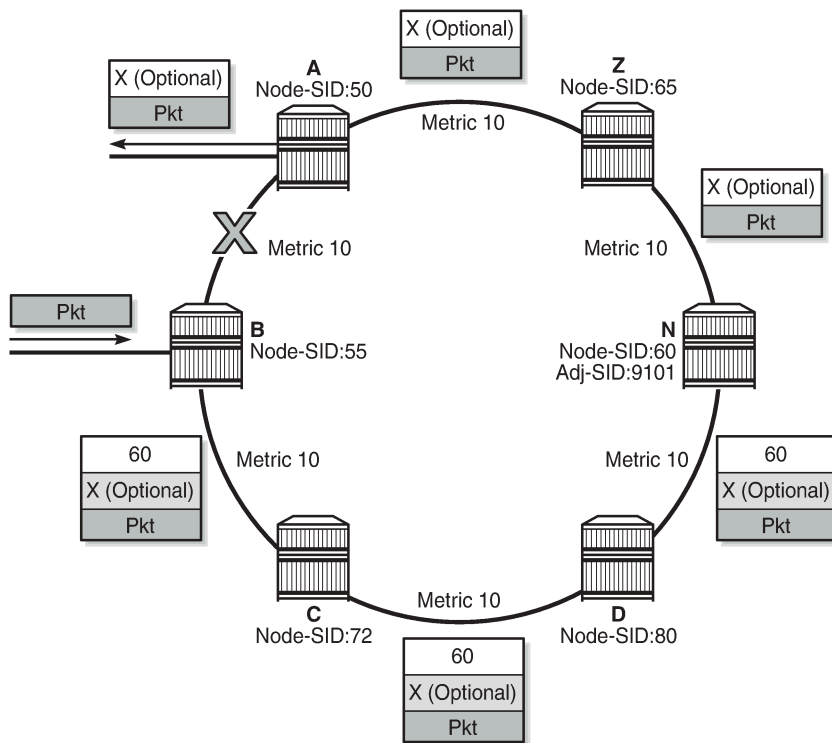 X (Optional)
Pkt
A
Node-SID:50
X (Optional)
Pkt
Z
Node-SID:65
Metric 10
X (Optional)
Pkt
X
Metric 10
Metric 10
Pkt
B
Node-SID:55
N
Node-SID:60
Adj-SID:9101
60
X (Optional)
Pkt
Metric 10
Metric 10
60
X (Optional)
Pkt
C
Node-SID:72
Metric 10
D
Node-SID:80
60
X (Optional)
Pkt